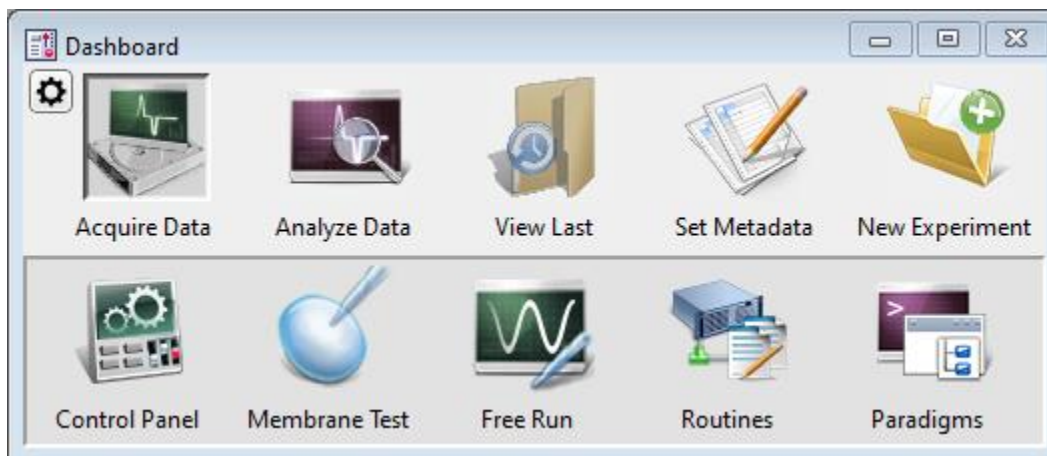 Dashboard
Acquire Data
Analyze Data
View Last
Set Metadata
New Experiment
Control Panel
Membrane Test
Free Run
Routines
Paradigms